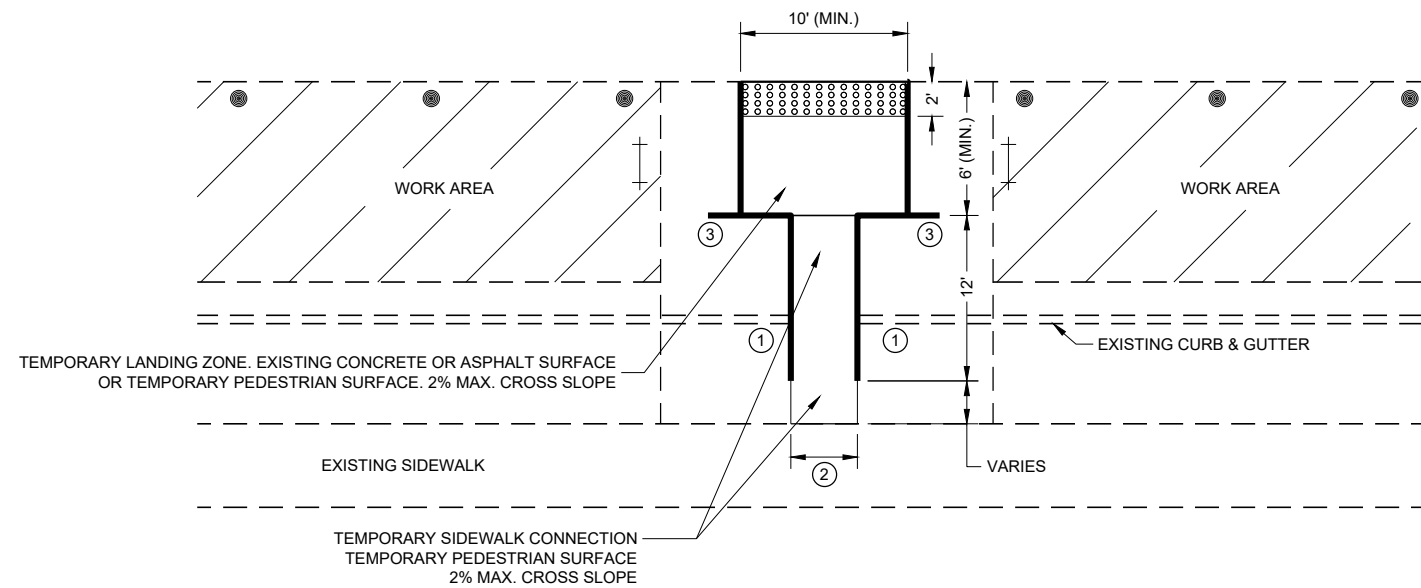 10' (MIN.)
2'
6' (MIN.)
WORK AREA
WORK AREA
3
3
12'
1
1
EXISTING CURB & GUTTER
TEMPORARY LANDING ZONE. EXISTING CONCRETE OR ASPHALT SURFACE
OR TEMPORARY PEDESTRIAN SURFACE. 2% MAX. CROSS SLOPE
EXISTING SIDEWALK
2
VARIES
TEMPORARY SIDEWALK CONNECTION
TEMPORARY PEDESTRIAN SURFACE
2% MAX. CROSS SLOPE